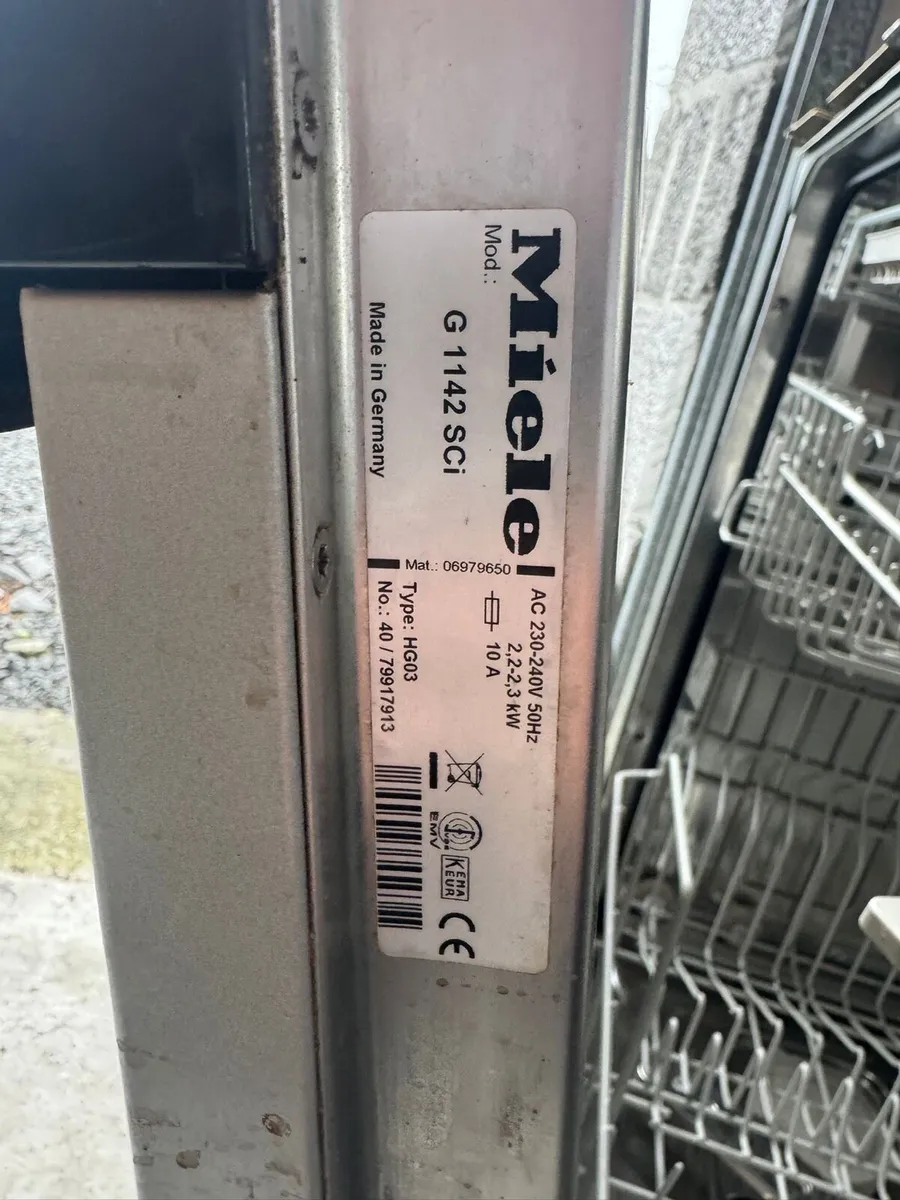 Miele
Mod.:
G 1142 SCi
Made in Germany
Mat.: 06979650
AC 230-240V 50Hz
2,2-2,3 kW
10 A
Type: HG03
No.: 40 / 79917913
EMV
KEMA
KEUR
CE